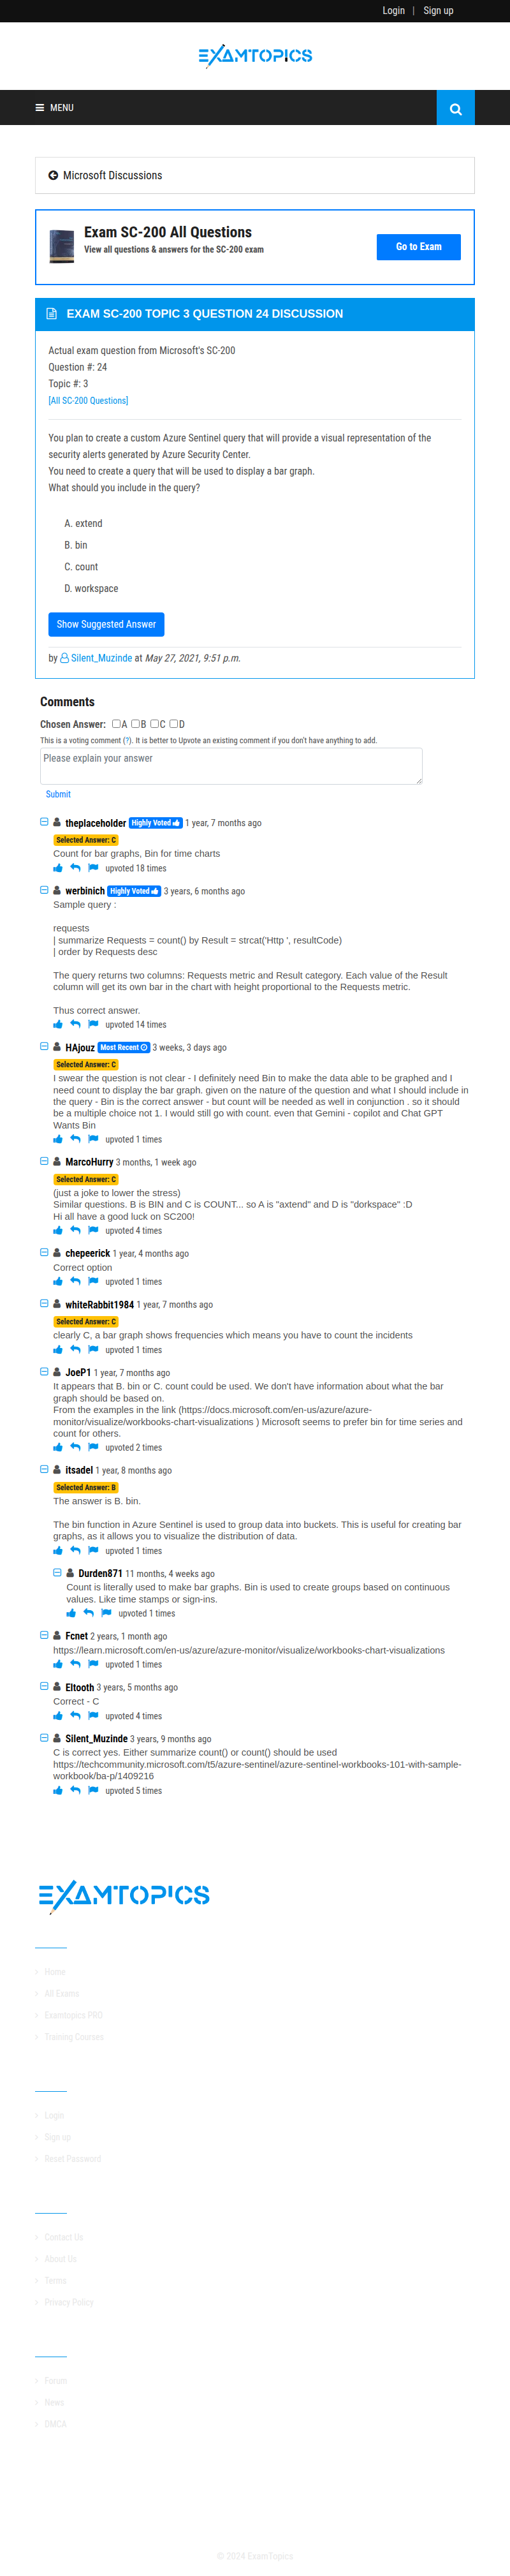 Login | Sign up
EXAMTOPICS
MENU
Microsoft Discussions
Exam SC-200 All Questions
View all questions & answers for the SC-200 exam
Go to Exam
EXAM SC-200 TOPIC 3 QUESTION 24 DISCUSSION
Actual exam question from Microsoft's SC-200
Question #: 24
Topic #: 3
[All SC-200 Questions]
You plan to create a custom Azure Sentinel query that will provide a visual representation of the
security alerts generated by Azure Security Center.
You need to create a query that will be used to display a bar graph.
What should you include in the query?
A. extend
B. bin
C. count
D. workspace
Show Suggested Answer
by Silent_Muzinde at May 27, 2021, 9:51 p.m.
Comments
Chosen Answer: A B C D
This is a voting comment (?). It is better to Upvote an existing comment if you don't have anything to add.
Please explain your answer
Submit
theplaceholder Highly Voted 1 year, 7 months ago
Selected Answer: C
Count for bar graphs, Bin for time charts
upvoted 18 times
werbinich Highly Voted 3 years, 6 months ago
Sample query :
requests
| summarize Requests = count() by Result = strcat('Http ', resultCode)
| order by Requests desc
The query returns two columns: Requests metric and Result category. Each value of the Result
column will get its own bar in the chart with height proportional to the Requests metric.
Thus correct answer.
upvoted 14 times
HAjouz Most Recent 3 weeks, 3 days ago
Selected Answer: C
I swear the question is not clear - I definitely need Bin to make the data able to be graphed and I
need count to display the bar graph. given on the nature of the question and what I should include in
the query - Bin is the correct answer - but count will be needed as well in conjunction . so it should
be a multiple choice not 1. I would still go with count. even that Gemini - copilot and Chat GPT
Wants Bin
upvoted 1 times
MarcoHurry 3 months, 1 week ago
Selected Answer: C
(just a joke to lower the stress)
Similar questions. B is BIN and C is COUNT... so A is "axtend" and D is "dorkspace" :D
Hi all have a good luck on SC200!
upvoted 4 times
chepeerick 1 year, 4 months ago
Correct option
upvoted 1 times
whiteRabbit1984 1 year, 7 months ago
Selected Answer: C
clearly C, a bar graph shows frequencies which means you have to count the incidents
upvoted 1 times
JoeP1 1 year, 7 months ago
It appears that B. bin or C. count could be used. We don't have information about what the bar
graph should be based on.
From the examples in the link (https://docs.microsoft.com/en-us/azure/azure-
monitor/visualize/workbooks-chart-visualizations ) Microsoft seems to prefer bin for time series and
count for others.
upvoted 2 times
itsadel 1 year, 8 months ago
Selected Answer: B
The answer is B. bin.
The bin function in Azure Sentinel is used to group data into buckets. This is useful for creating bar
graphs, as it allows you to visualize the distribution of data.
upvoted 1 times
Durden871 11 months, 4 weeks ago
Count is literally used to make bar graphs. Bin is used to create groups based on continuous
values. Like time stamps or sign-ins.
upvoted 1 times
Fcnet 2 years, 1 month ago
https://learn.microsoft.com/en-us/azure/azure-monitor/visualize/workbooks-chart-visualizations
upvoted 1 times
Eltooth 3 years, 5 months ago
Correct - C
upvoted 4 times
Silent_Muzinde 3 years, 9 months ago
C is correct yes. Either summarize count() or count() should be used
https://techcommunity.microsoft.com/t5/azure-sentinel/azure-sentinel-workbooks-101-with-sample-
workbook/ba-p/1409216
upvoted 5 times
EXAMTOPICS
Home
All Exams
Examtopics PRO
Training Courses
Login
Sign up
Reset Password
Contact Us
About Us
Terms
Privacy Policy
Forum
News
DMCA
© 2024 ExamTopics